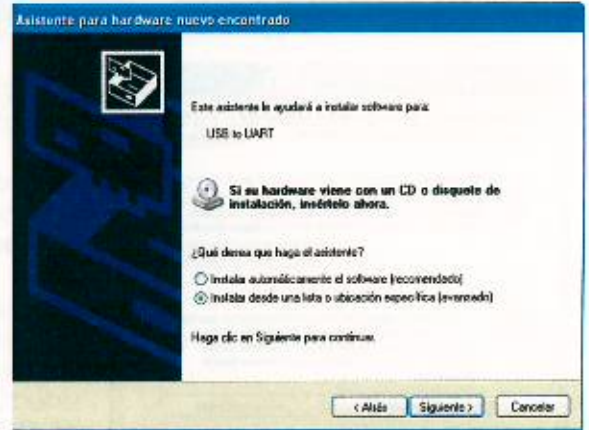 Asistente para hardware nuevo encontrado
Este asistente le ayudará a instalar software para:
USB to UART
Si su hardware viene con un CD o disquete de
instalación, insértelo ahora.
¿Qué desea que haga el asistente?
Instalar automáticamente el software (recomendado)
Instalar desde una lista o ubicación específica (avanzado)
Haga clic en Siguiente para continuar.
< Atrás
Siguiente >
Cancelar